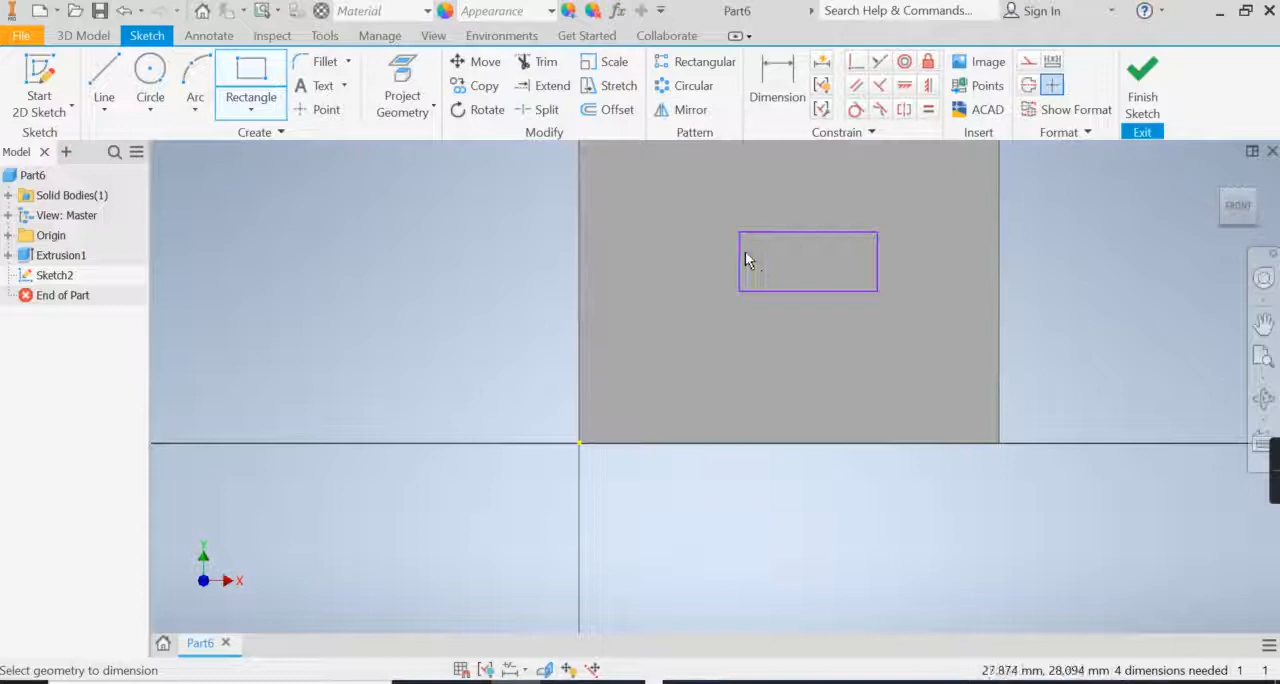 PRO Material Appearance fx Part6 Search Help & Commands... Sign In ?
File 3D Model Sketch Annotate Inspect Tools Manage View Environments Get Started Collaborate
Start 2D Sketch
Line
Circle
Arc
Rectangle
Fillet
Text
Point
Project Geometry
Move Trim Scale
Copy Extend Stretch
Rotate Split Offset
Rectangular
Circular
Mirror
Dimension
Image
Points
ACAD
Show Format
Finish Sketch
Sketch Create Modify Pattern Constrain Insert Format Exit
Model
Part6
Solid Bodies(1)
View: Master
Origin
Extrusion1
Sketch2
End of Part
FRONT
Y
X
Part6
Select geometry to dimension 27.874 mm, 28.094 mm 4 dimensions needed 1 1